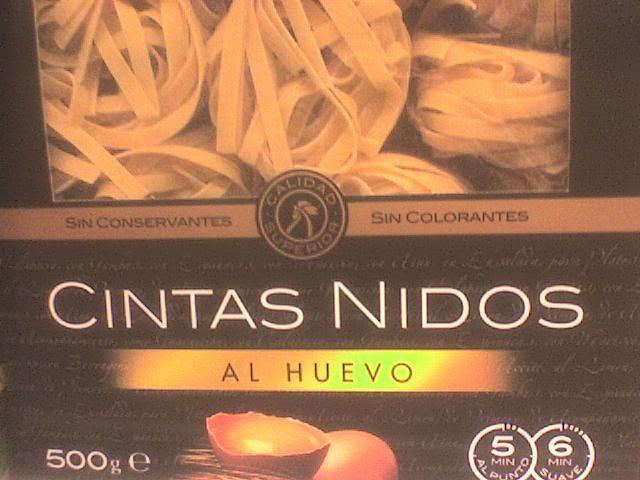 SIN CONSERVANTES
CALIDAD
SUPERIOR
SIN COLORANTES
CINTAS NIDOS
AL HUEVO
500g e
5
MIN
AL PUNTO
6
MIN
SUAVE